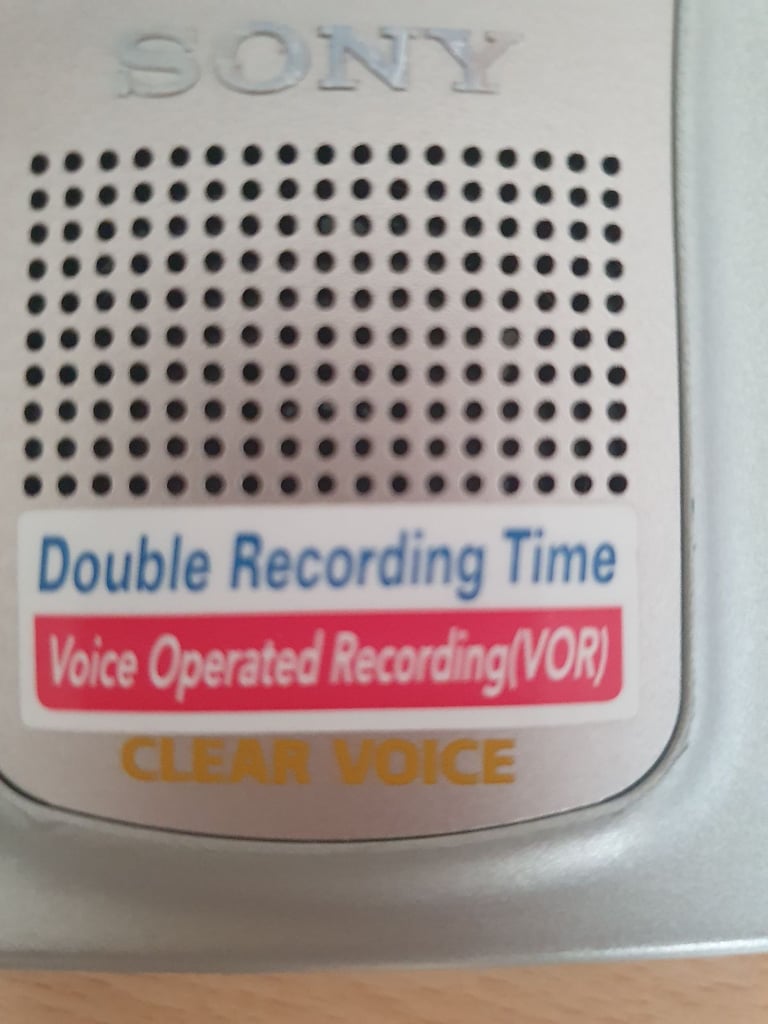 SONY
Double Recording Time
Voice Operated Recording(VOR)
CLEAR VOICE